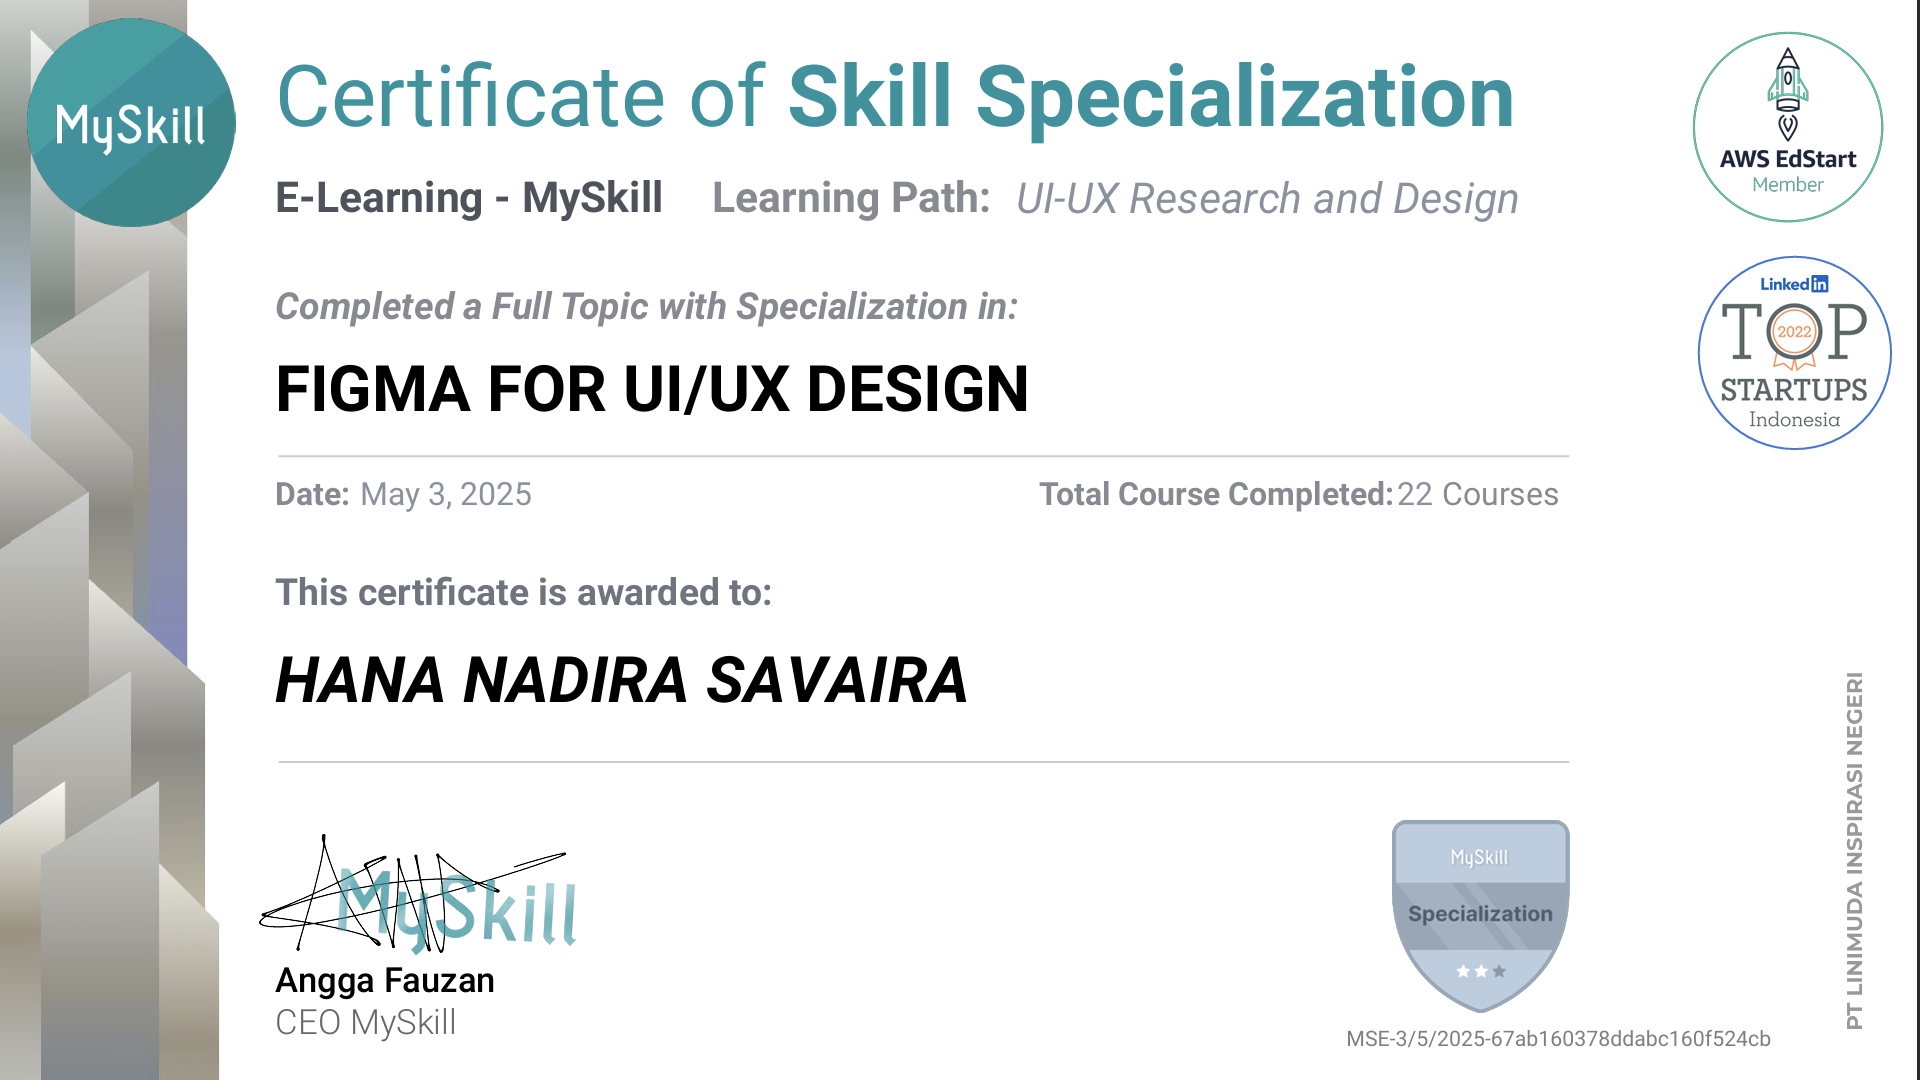 MySkill
Certificate of Skill Specialization
E-Learning - MySkill Learning Path: UI-UX Research and Design
Completed a Full Topic with Specialization in:
FIGMA FOR UI/UX DESIGN
Date: May 3, 2025 Total Course Completed: 22 Courses
This certificate is awarded to:
HANA NADIRA SAVAIRA
MySkill
Angga Fauzan
CEO MySkill
AWS EdStart
Member
Linked in
TOP
2022
STARTUPS
Indonesia
PT LINIMUDA INSPIRASI NEGERI
MySkill
Specialization
MSE-3/5/2025-67ab160378ddabc160f524cb